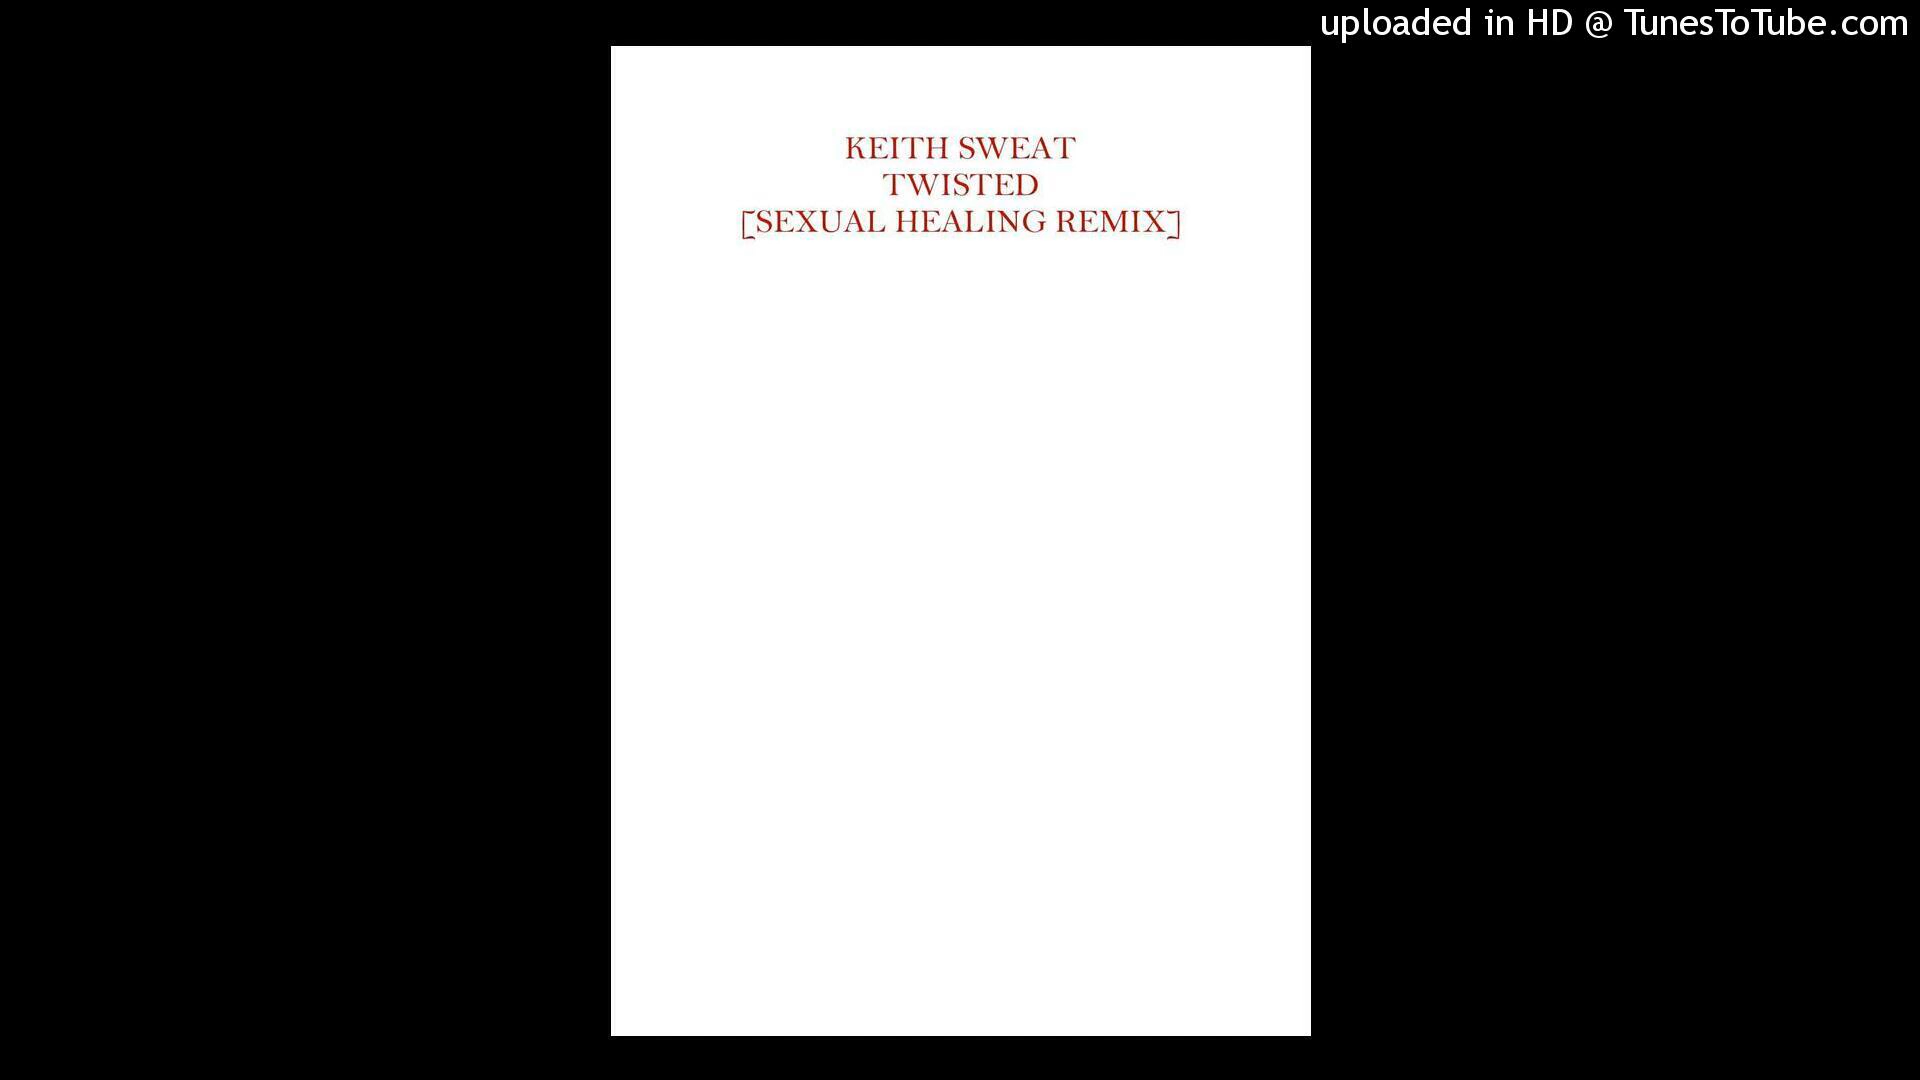 uploaded in HD @ TunesToTube.com
KEITH SWEAT
TWISTED
[SEXUAL HEALING REMIX]